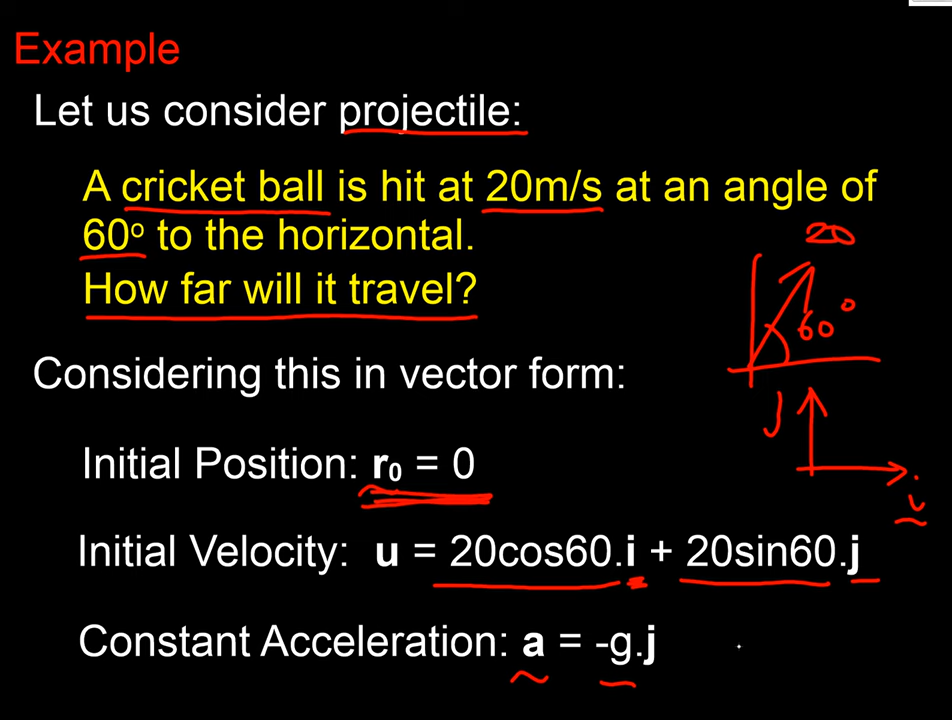 Example
Let us consider projectile:
A cricket ball is hit at 20m/s at an angle of
60° to the horizontal.
How far will it travel?
20
60°
Considering this in vector form:
j
Initial Position: r₀ = 0
i
Initial Velocity: u = 20cos60.i + 20sin60.j
Constant Acceleration: a = -g.j